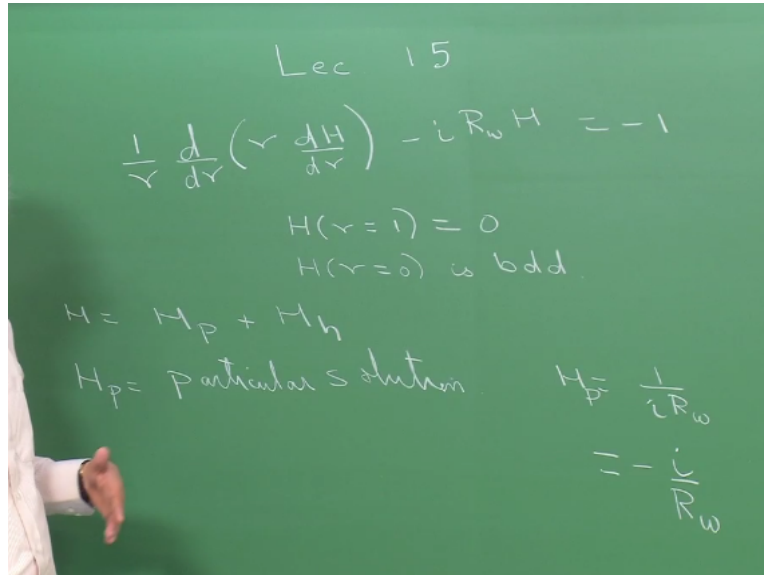 Lec 15
1/r d/dr (r dH/dr) - i R_ω H = -1
H(r = 1) = 0
H(r = 0) is bdd.
H = H_p + H_h
H_p = particular solution.
H_p = 1/(i R_ω)
= - i/R_ω